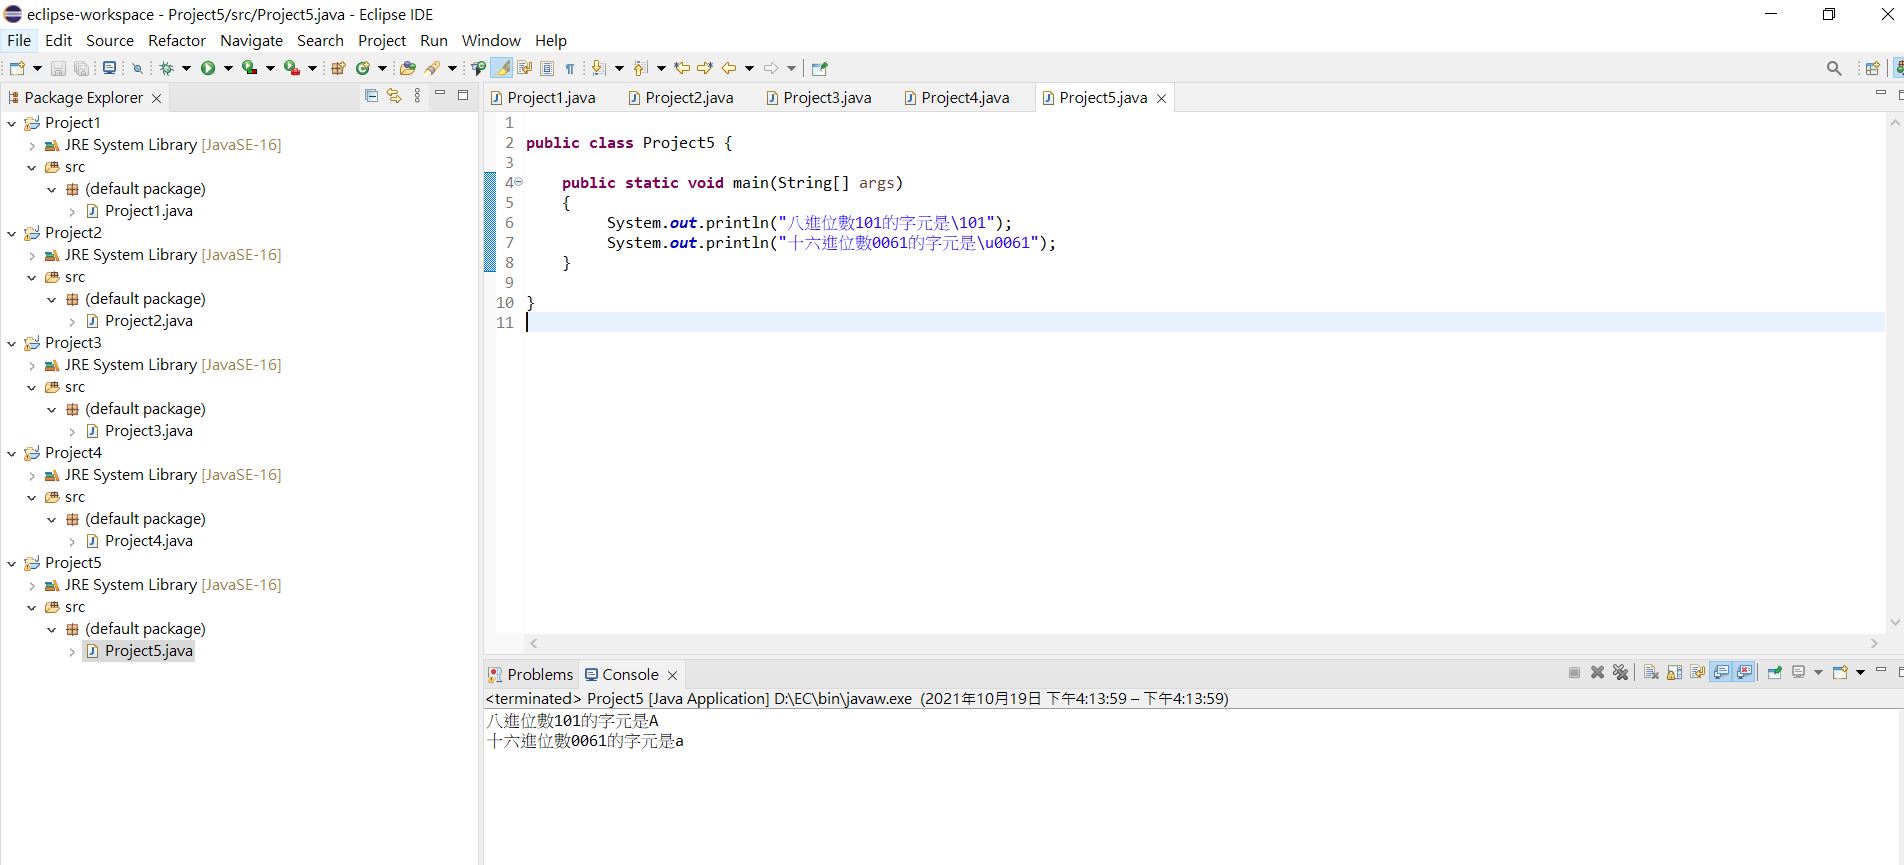 eclipse-workspace - Project5/src/Project5.java - Eclipse IDE
File Edit Source Refactor Navigate Search Project Run Window Help
Package Explorer
Project1
JRE System Library [JavaSE-16]
src
(default package)
Project1.java
Project2
JRE System Library [JavaSE-16]
src
(default package)
Project2.java
Project3
JRE System Library [JavaSE-16]
src
(default package)
Project3.java
Project4
JRE System Library [JavaSE-16]
src
(default package)
Project4.java
Project5
JRE System Library [JavaSE-16]
src
(default package)
Project5.java
Project1.java Project2.java Project3.java Project4.java Project5.java
1
2 public class Project5 {
3
4 public static void main(String[] args)
5 {
6 System.out.println("八進位數101的字元是\101");
7 System.out.println("十六進位數0061的字元是\u0061");
8 }
9
10 }
11
Problems Console
<terminated> Project5 [Java Application] D:\EC\bin\javaw.exe (2021年10月19日 下午4:13:59 – 下午4:13:59)
八進位數101的字元是A
十六進位數0061的字元是a